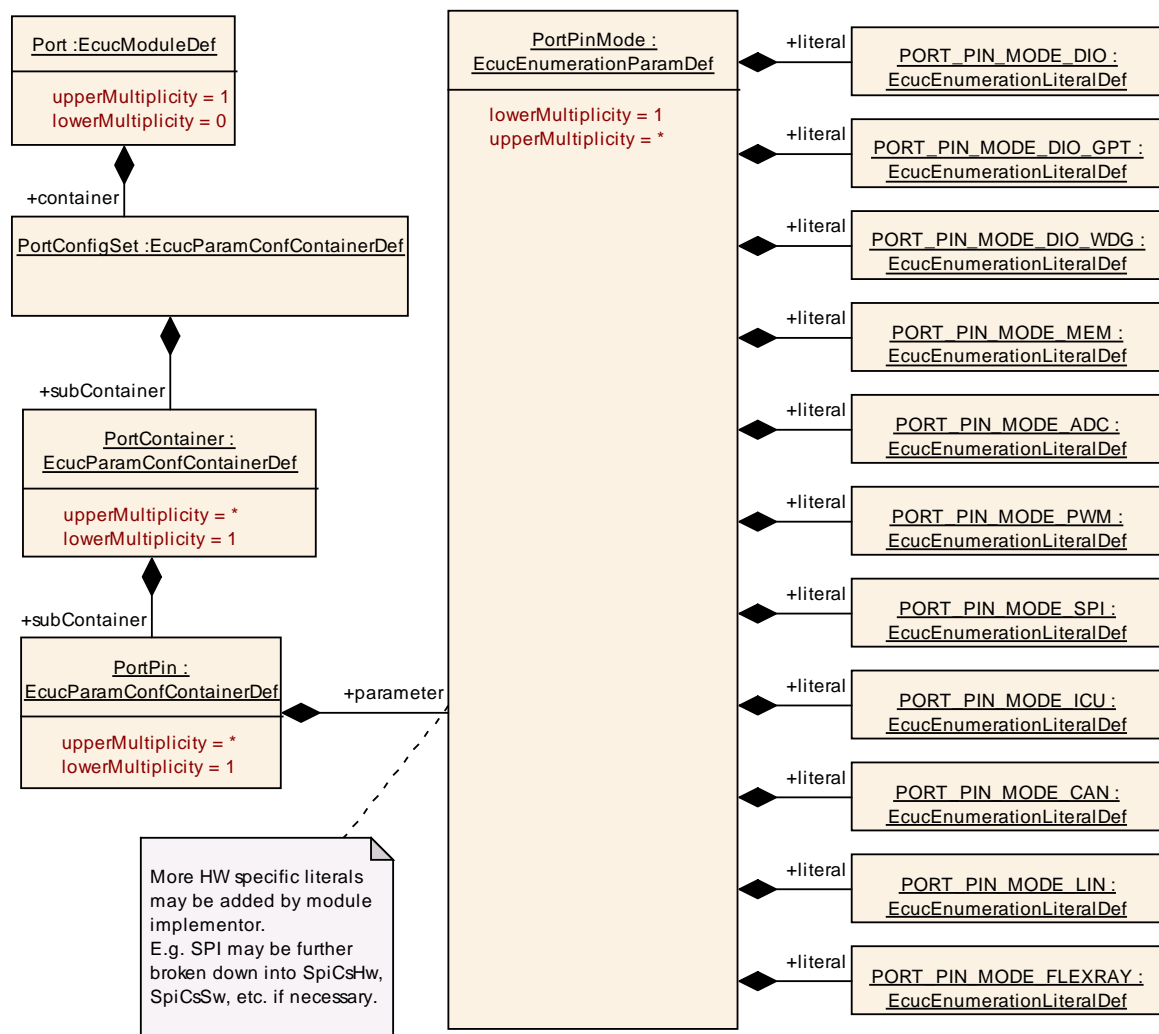 Port :EcucModuleDef
upperMultiplicity = 1
lowerMultiplicity = 0
+container
PortConfigSet :EcucParamConfContainerDef
+subContainer
PortContainer :
EcucParamConfContainerDef
upperMultiplicity = *
lowerMultiplicity = 1
+subContainer
PortPin :
EcucParamConfContainerDef
upperMultiplicity = *
lowerMultiplicity = 1
+parameter
More HW specific literals
may be added by module
implementor.
E.g. SPI may be further
broken down into SpiCsHw,
SpiCsSw, etc. if necessary.
PortPinMode :
EcucEnumerationParamDef
lowerMultiplicity = 1
upperMultiplicity = *
+literal
PORT_PIN_MODE_DIO :
EcucEnumerationLiteralDef
+literal
PORT_PIN_MODE_DIO_GPT :
EcucEnumerationLiteralDef
+literal
PORT_PIN_MODE_DIO_WDG :
EcucEnumerationLiteralDef
+literal
PORT_PIN_MODE_MEM :
EcucEnumerationLiteralDef
+literal
PORT_PIN_MODE_ADC :
EcucEnumerationLiteralDef
+literal
PORT_PIN_MODE_PWM :
EcucEnumerationLiteralDef
+literal
PORT_PIN_MODE_SPI :
EcucEnumerationLiteralDef
+literal
PORT_PIN_MODE_ICU :
EcucEnumerationLiteralDef
+literal
PORT_PIN_MODE_CAN :
EcucEnumerationLiteralDef
+literal
PORT_PIN_MODE_LIN :
EcucEnumerationLiteralDef
+literal
PORT_PIN_MODE_FLEXRAY :
EcucEnumerationLiteralDef